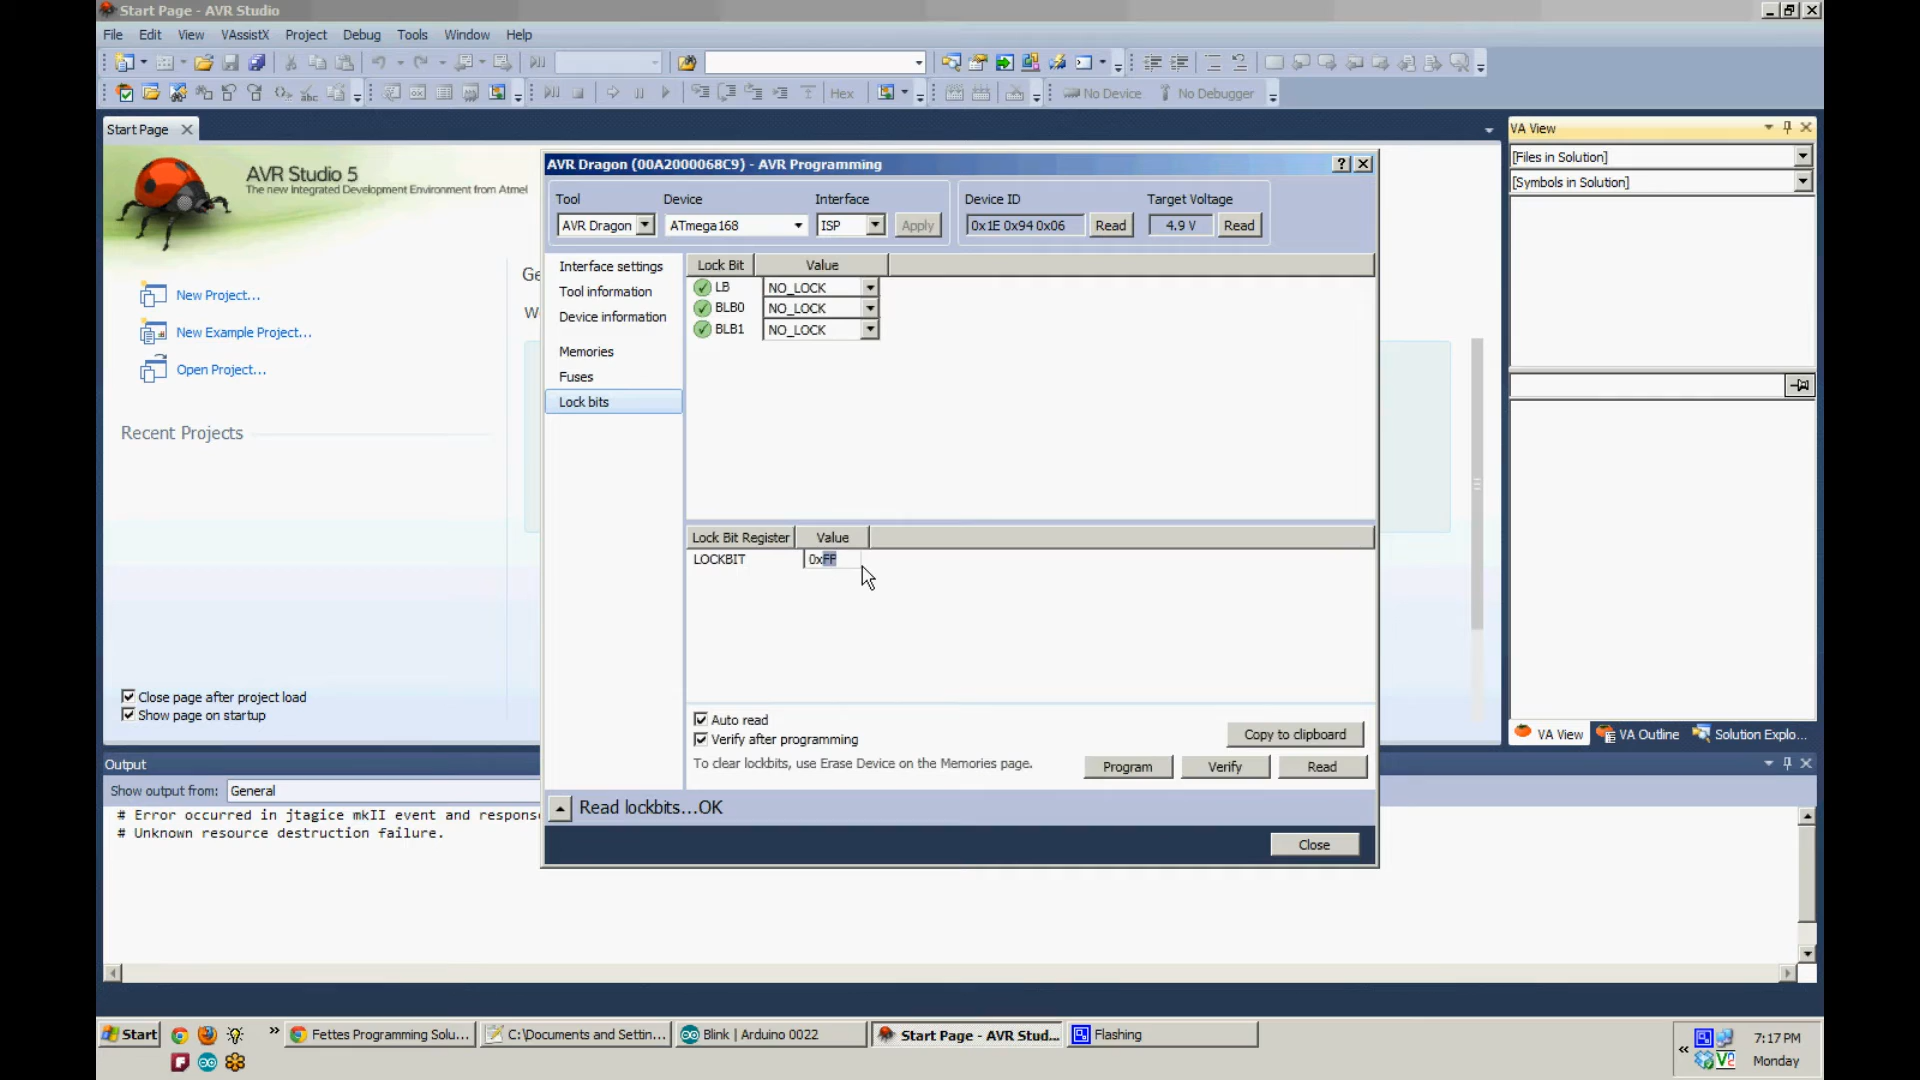 Start Page - AVR Studio
File Edit View VAssistX Project Debug Tools Window Help
Hex No Device No Debugger
Start Page
VA View
[Files in Solution]
[Symbols in Solution]
AVR Studio 5
The new Integrated Development Environment from Atmel
New Project...
New Example Project...
Open Project...
Recent Projects
Close page after project load
Show page on startup
Ge
W
AVR Dragon (00A2000068C9) - AVR Programming
Tool Device Interface Device ID Target Voltage
AVR Dragon ATmega168 ISP Apply 0x1E 0x94 0x06 Read 4.9 V Read
Interface settings
Tool information
Device information
Memories
Fuses
Lock bits
Lock Bit Value
LB NO_LOCK
BLB0 NO_LOCK
BLB1 NO_LOCK
Lock Bit Register Value
LOCKBIT 0xFF
Auto read
Verify after programming
To clear lockbits, use Erase Device on the Memories page.
Copy to clipboard
Program Verify Read
Read lockbits...OK
Close
VA View VA Outline Solution Explo...
Output
Show output from: General
# Error occurred in jtagice mkII event and respons
# Unknown resource destruction failure.
Start Fettes Programming Solu... C:\Documents and Settin... Blink | Arduino 0022 Start Page - AVR Stud... Flashing
7:17 PM
Monday